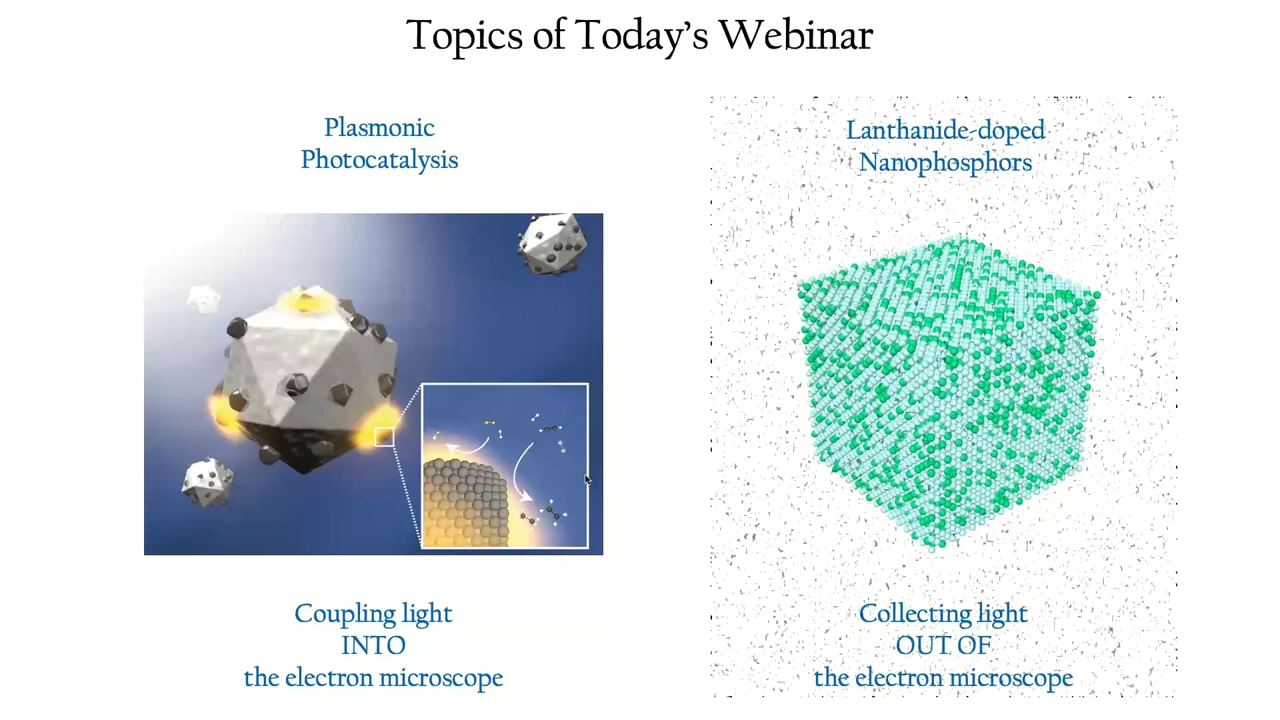 Topics of Today's Webinar
Plasmonic
Photocatalysis
Coupling light
INTO
the electron microscope
Lanthanide-doped
Nanophosphors
Collecting light
OUT OF
the electron microscope